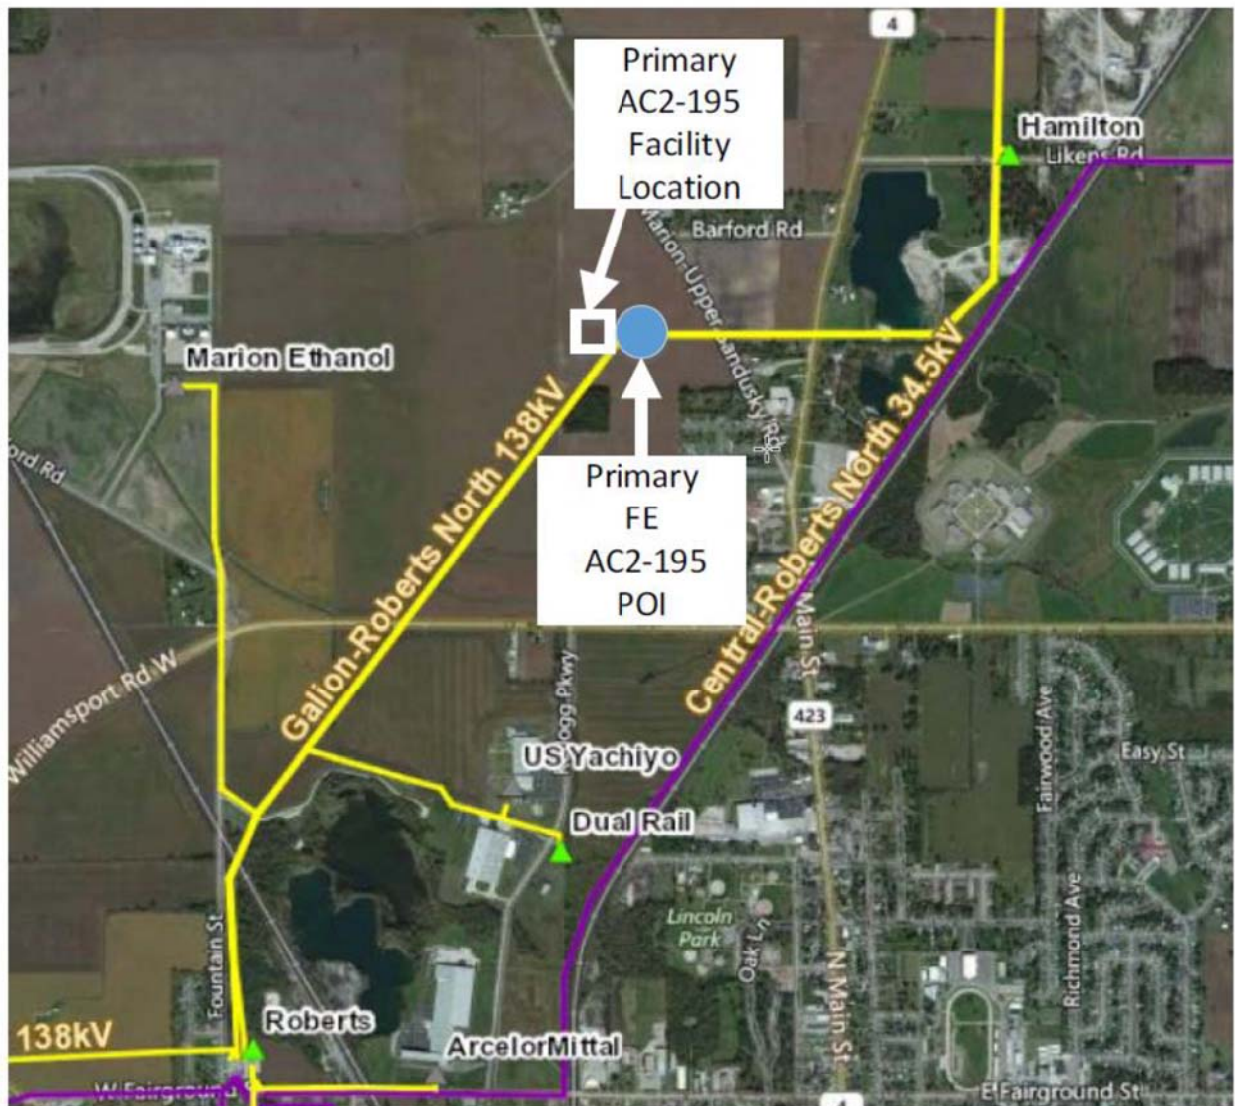 4
Primary
AC2-195
Facility
Location
Hamilton
Likens Rd
Barford Rd
Marion-Upper Sandusky Rd
Marion Ethanol
Galion-Roberts North 138kV
Central-Roberts North 34.5kV
Primary
FE
AC2-195
POI
Williamsport Rd W
Main St
423
US Yachiyo
Dual Rail
Fairwood Ave
Easy St
Lincoln
Park
Oak Ln
Richmond Ave
N Main St
Fountain St
Roberts
138kV
ArcelorMittal
W Fairground
E Fairground St